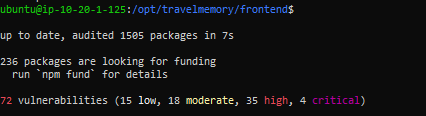 ubuntu@ip-10-20-1-125:/opt/travelmemory/frontend$
up to date, audited 1505 packages in 7s
236 packages are looking for funding
run `npm fund` for details
72 vulnerabilities (15 low, 18 moderate, 35 high, 4 critical)